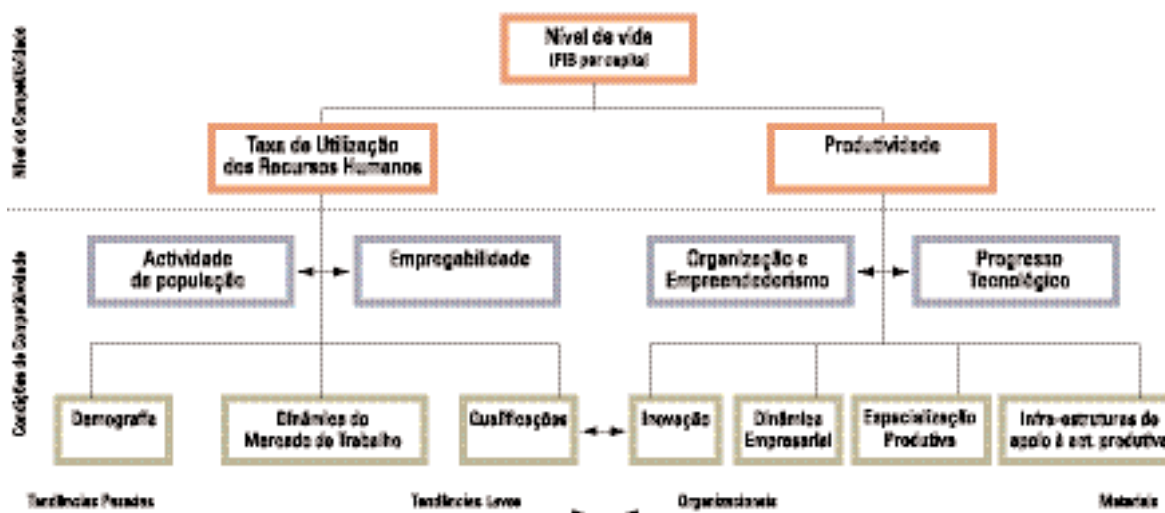 Nível de vida
(PIB per capita)
Nível de Competitividade
Taxa de Utilização
dos Recursos Humanos
Produtividade
Condições de Competitividade
Actividade
da população
Empregabilidade
Organização e
Empreendedorismo
Progresso
Tecnológico
Demografia
Dinâmica do
Mercado de Trabalho
Qualificações
Inovação
Dinâmica
Empresarial
Especialização
Produtiva
Infra-estruturas de
apoio à act. produtiva
Tendências Pesadas
Tendências Leves
Organizacionais
Materiais